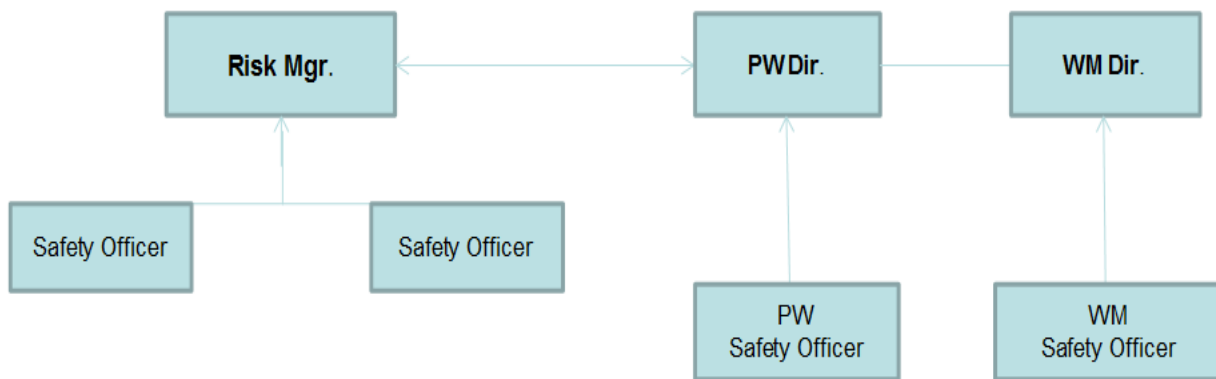 Risk Mgr.
PW Dir.
WM Dir.
Safety Officer
Safety Officer
PW
Safety Officer
WM
Safety Officer